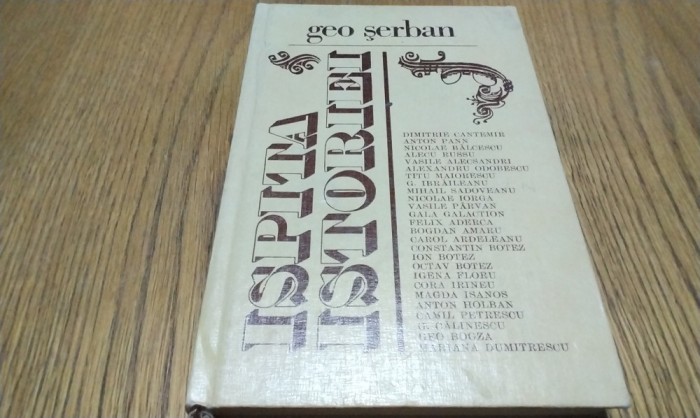 geo șerban
ISPITA
ISTORIEI
DIMITRIE CANTEMIR
ANTON PANN
NICOLAE BĂLCESCU
ALECU RUSSU
VASILE ALECSANDRI
ALEXANDRU ODOBESCU
TITU MAIORESCU
G. IBRĂILEANU
MIHAIL SADOVEANU
NICOLAE IORGA
VASILE PÂRVAN
GALA GALACTION
FELIX ADERCA
BOGDAN AMARU
CAROL ARDELEANU
CONSTANTIN BOTEZ
ION BOTEZ
OCTAV BOTEZ
IGENA FLORU
CORA IRINEU
MAGDA ISANOS
ANTON HOLBAN
CAMIL PETRESCU
G. CĂLINESCU
GEO BOGZA
MARIANA DUMITRESCU